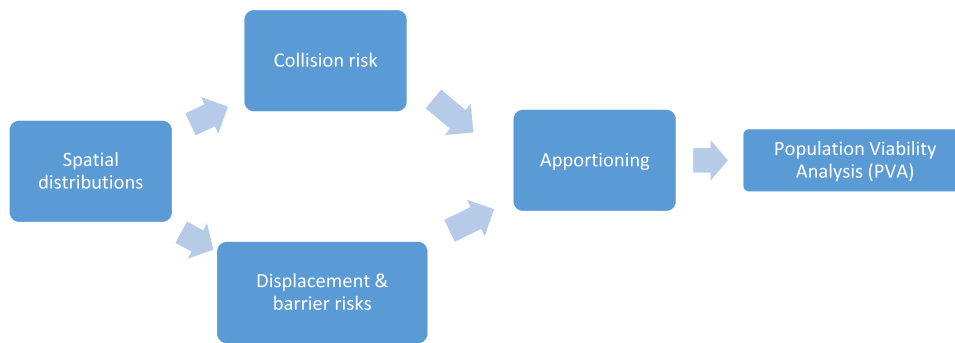 Collision risk
Spatial
distributions
Apportioning
Population Viability
Analysis (PVA)
Displacement &
barrier risks